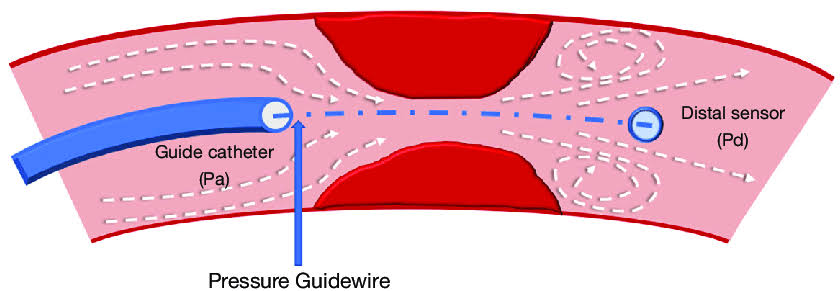 Guide catheter
(Pa)
Distal sensor
(Pd)
Pressure Guidewire